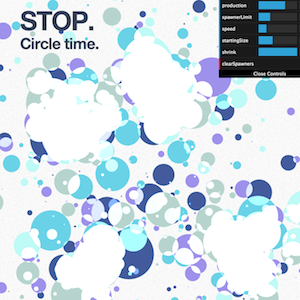 STOP.
Circle time.
production
spawnerLimit
speed
startingSize
shrink
clearSpawners
Close Controls